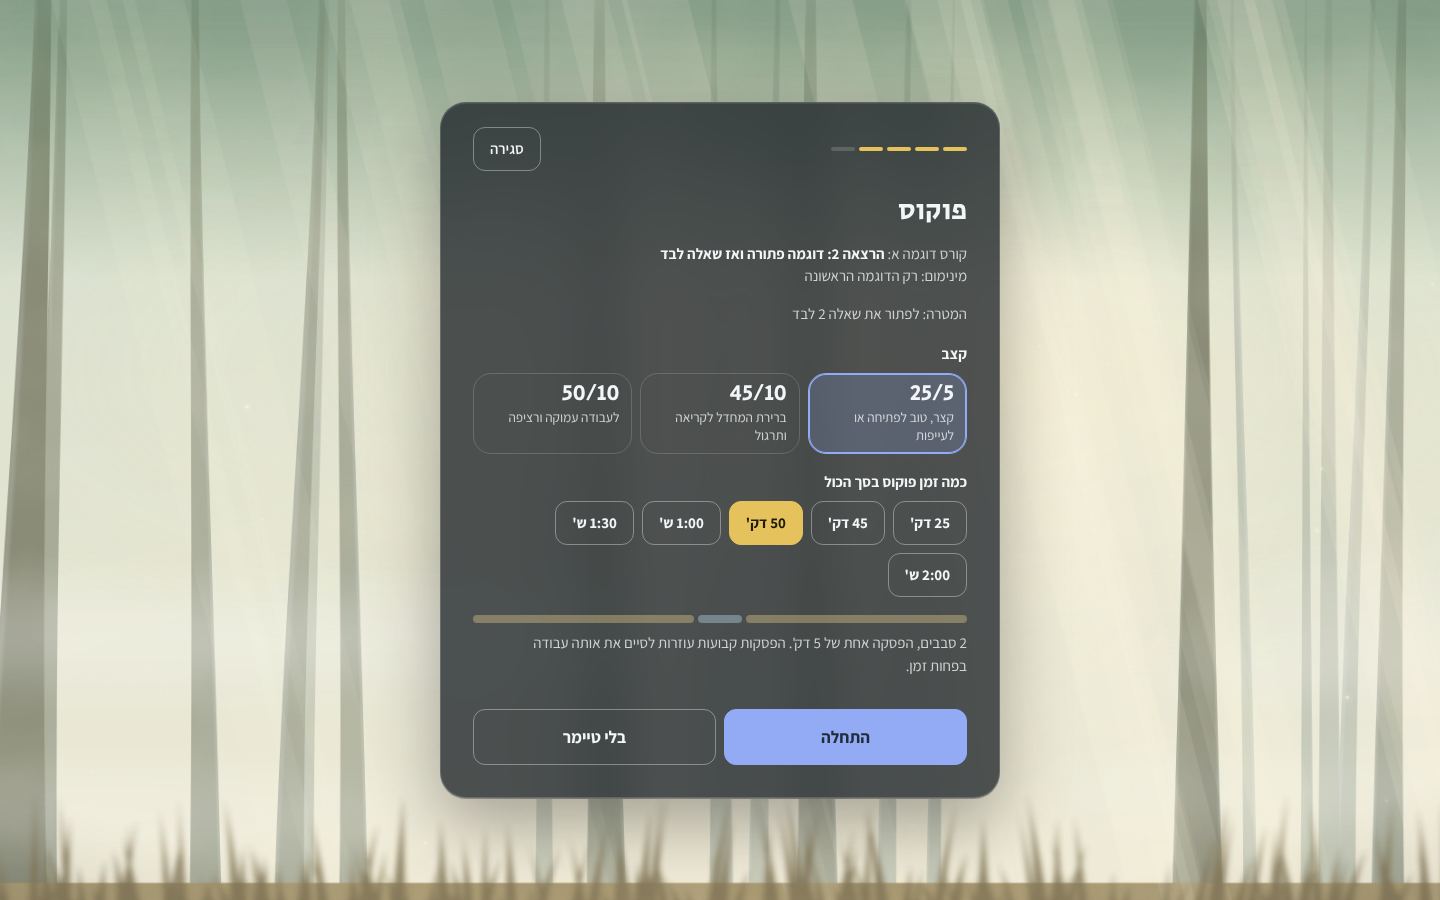 סגירה
פוקוס
קורס דוגמה א: הרצאה 2: דוגמה פתורה ואז שאלה לבד
מינימום: רק הדוגמה הראשונה
המטרה: לפתור את שאלה 2 לבד
קצב
25/5
קצר, טוב לפתיחה או
לעייפות
45/10
ברירת המחדל לקריאה
ותרגול
50/10
לעבודה עמוקה ורציפה
כמה זמן פוקוס בסך הכול
25 דק'
45 דק'
50 דק'
1:00 ש'
1:30 ש'
2:00 ש'
2 סבבים, הפסקה אחת של 5 דק'. הפסקות קבועות עוזרות לסיים את אותה עבודה
בפחות זמן.
התחלה
בלי טיימר